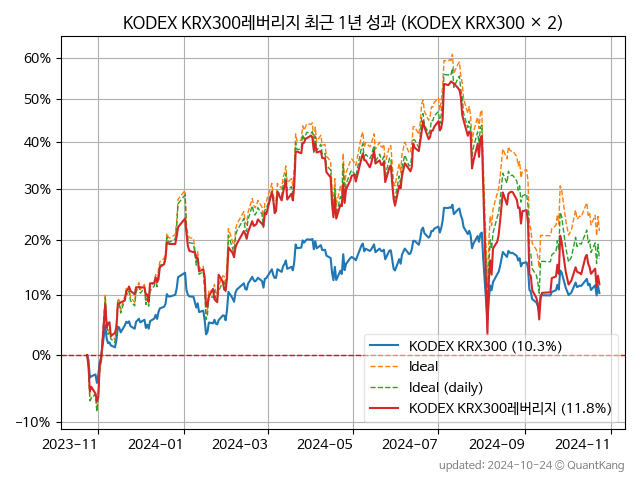 KODEX KRX300레버리지 최근 1년 성과 (KODEX KRX300 × 2)
60%
50%
40%
30%
20%
10%
0%
−10%
KODEX KRX300 (10.3%)
Ideal
Ideal (daily)
KODEX KRX300레버리지 (11.8%)
2023-11 2024-01 2024-03 2024-05 2024-07 2024-09 2024-11
updated: 2024-10-24 © QuantKang